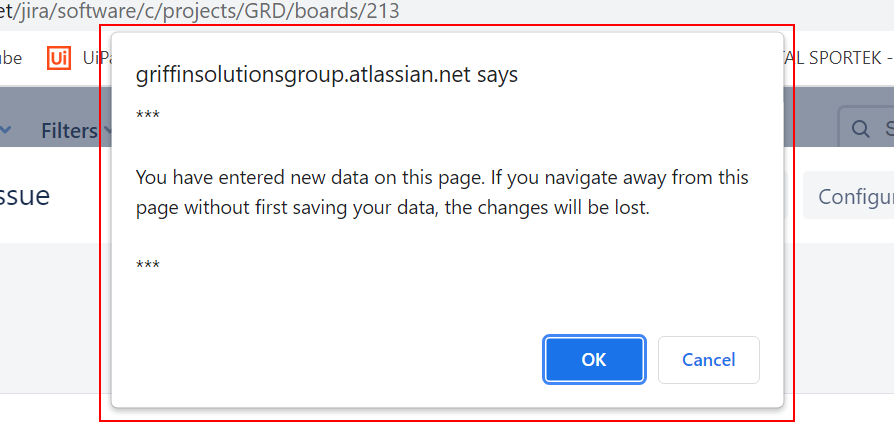 et/jira/software/c/projects/GRD/boards/213
griffinsolutionsgroup.atlassian.net says
***
You have entered new data on this page. If you navigate away from this
page without first saving your data, the changes will be lost.
***
OK Cancel
ube Ui UiPa
TAL SPORTEK -
Filters
S
ssue
Configur